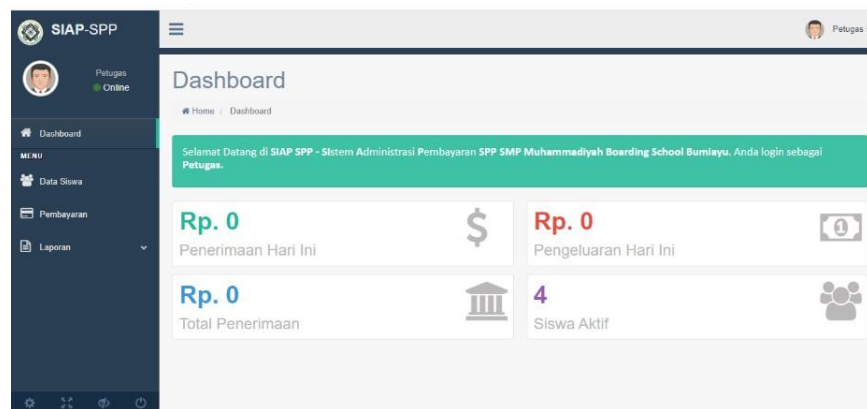 SIAP-SPP
Petugas
Petugas
Online
Dashboard
Home / Dashboard
Dashboard
MENU
Data Siswa
Pembayaran
Laporan
Selamat Datang di SIAP SPP - SIstem Administrasi Pembayaran SPP SMP Muhammadiyah Boarding School Bumiayu. Anda login sebagai
Petugas.
Rp. 0
Penerimaan Hari Ini
Rp. 0
Pengeluaran Hari Ini
Rp. 0
Total Penerimaan
4
Siswa Aktif